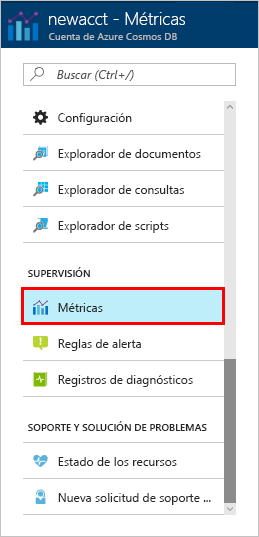 newacct - Métricas
Cuenta de Azure Cosmos DB
Buscar (Ctrl+/)
Configuración
Explorador de documentos
Explorador de consultas
Explorador de scripts
SUPERVISIÓN
Métricas
Reglas de alerta
Registros de diagnósticos
SOPORTE Y SOLUCIÓN DE PROBLEMAS
Estado de los recursos
Nueva solicitud de soporte ...